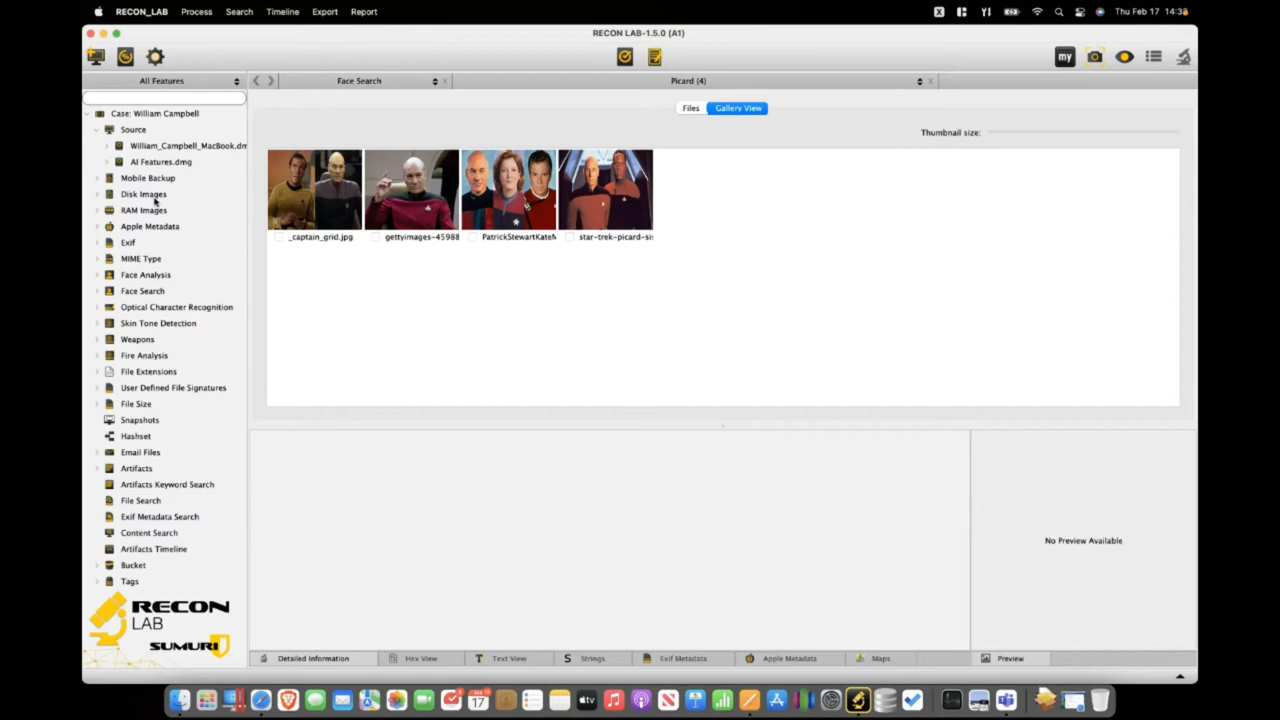 RECON_LAB Process Search Timeline Export Report
Thu Feb 17 14:38
RECON LAB-1.5.0 (A1)
my
All Features
Face Search
Picard (4)
Files Gallery View
Thumbnail size:
Case: William Campbell
Source
William_Campbell_MacBook.dm
AI Features.dmg
Mobile Backup
Disk Images
RAM Images
Apple Metadata
Exif
MIME Type
Face Analysis
Face Search
Optical Character Recognition
Skin Tone Detection
Weapons
Fire Analysis
File Extensions
User Defined File Signatures
File Size
Snapshots
Hashset
Email Files
Artifacts
Artifacts Keyword Search
File Search
Exif Metadata Search
Content Search
Artifacts Timeline
Bucket
Tags
RECON
LAB
SUMURI
_captain_grid.jpg
gettyimages-45988
PatrickStewartKateM
star-trek-picard-si
No Preview Available
Detailed Information
Hex View
Text View
Strings
Exif Metadata
Apple Metadata
Maps
Preview